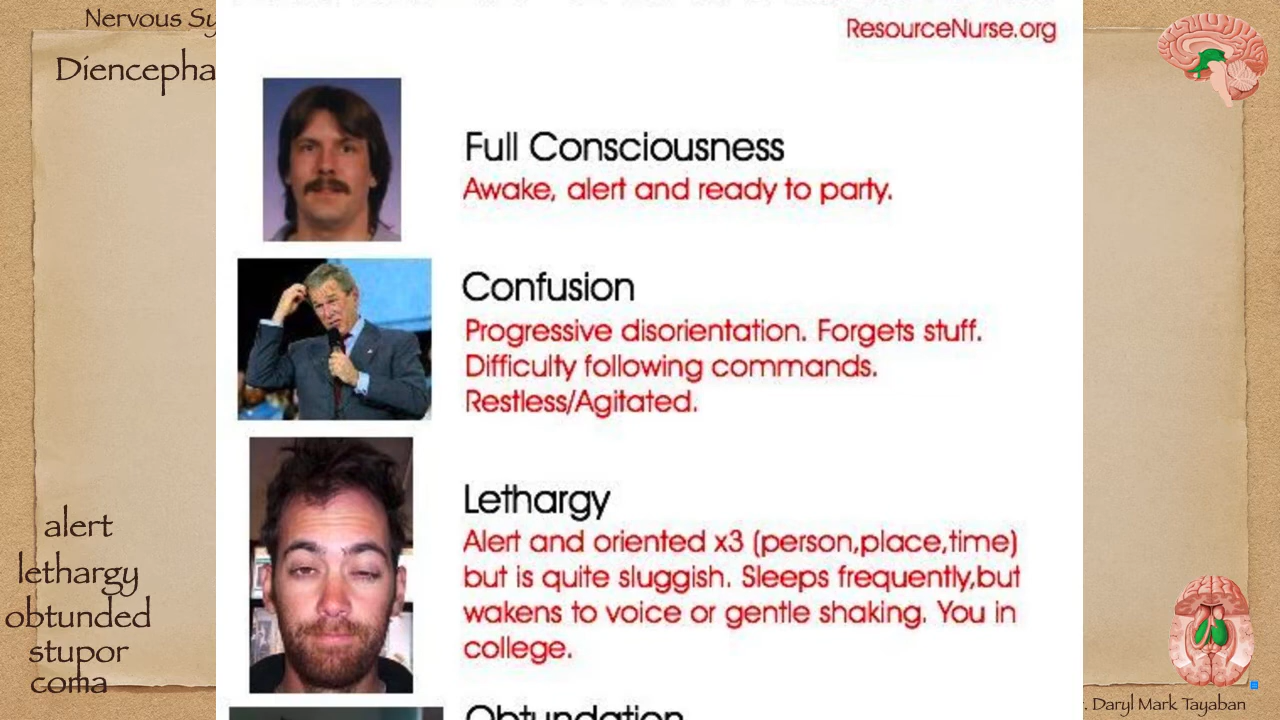 Nervous Sy
ResourceNurse.org
Diencepha
Full Consciousness
Awake, alert and ready to party.
Confusion
Progressive disorientation. Forgets stuff.
Difficulty following commands.
Restless/Agitated.
Lethargy
Alert and oriented x3 (person,place,time)
but is quite sluggish. Sleeps frequently,but
wakens to voice or gentle shaking. You in
college.
Obtundation
alert
lethargy
obtunded
stupor
coma
. Daryl Mark Tayaban